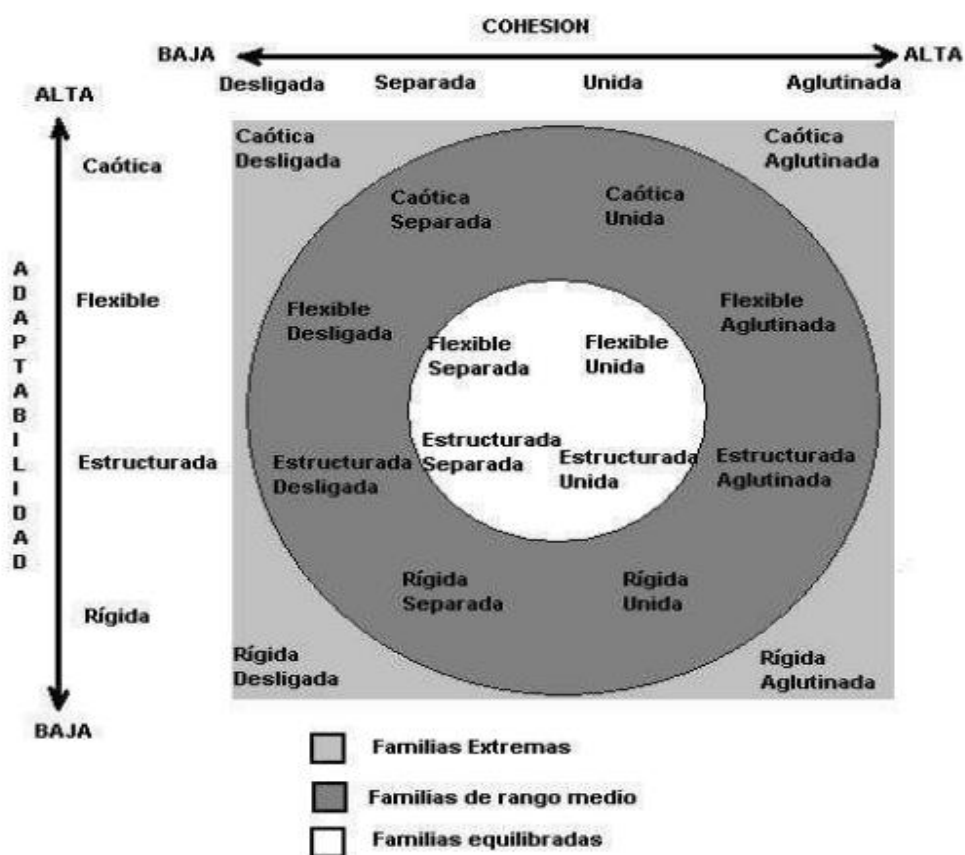 COHESION
BAJA
ALTA
Desligada
Separada
Unida
Aglutinada
ALTA
Caótica
Flexible
Estructurada
Rígida
BAJA
ADAPTABILIDAD
Caótica
Desligada
Caótica
Aglutinada
Caótica
Separada
Caótica
Unida
Flexible
Desligada
Flexible
Separada
Flexible
Unida
Flexible
Aglutinada
Estructurada
Desligada
Estructurada
Separada
Estructurada
Unida
Estructurada
Aglutinada
Rígida
Separada
Rígida
Unida
Rígida
Desligada
Rígida
Aglutinada
Familias Extremas
Familias de rango medio
Familias equilibradas